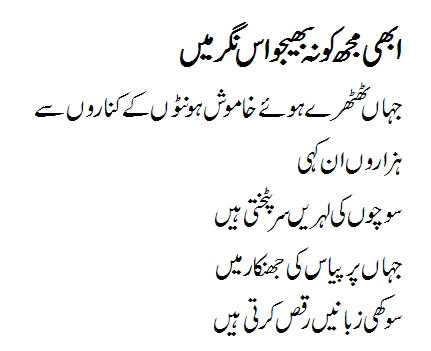 ابھی مجھ کو نہ بھیجو اس نگر میں
جہاں ٹھٹھرے ہوئے خاموش ہونٹوں کے کناروں سے
ہزاروں ان کہی
سوچوں کی لہریں سر پٹختی ہیں
جہاں پر پیاس کی جھنکار میں
سوکھی زبانیں رقص کرتی ہیں